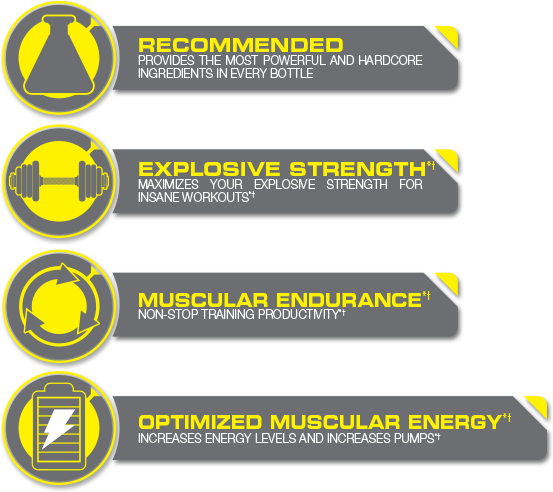 RECOMMENDED
PROVIDES THE MOST POWERFUL AND HARDCORE
INGREDIENTS IN EVERY BOTTLE
EXPLOSIVE STRENGTH*†
MAXIMIZES YOUR EXPLOSIVE STRENGTH FOR
INSANE WORKOUTS*†
MUSCULAR ENDURANCE*†
NON-STOP TRAINING PRODUCTIVITY*†
OPTIMIZED MUSCULAR ENERGY*†
INCREASES ENERGY LEVELS AND INCREASES PUMPS*†